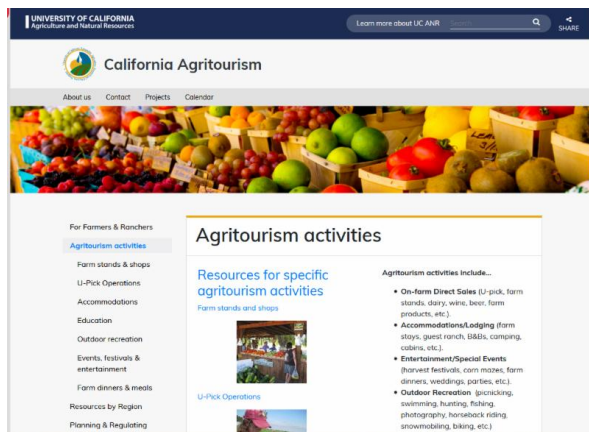 UNIVERSITY OF CALIFORNIA
Agriculture and Natural Resources
Learn more about UC ANR
Search
SHARE
California Agritourism
About us
Contact
Projects
Calendar
For Farmers & Ranchers
Agritourism activities
Farm stands & shops
U-Pick Operations
Accommodations
Education
Outdoor recreation
Events, festivals &
entertainment
Farm dinners & meals
Resources by Region
Planning & Regulating
Agritourism activities
Resources for specific
agritourism activities
Farm stands and shops
U-Pick Operations
Agritourism activities include...
• On-farm Direct Sales (U-pick, farm
stands, dairy, wine, beer, farm
products, etc.).
• Accommodations/Lodging (farm
stays, guest ranch, B&Bs, camping,
cabins, etc.).
• Entertainment/Special Events
(harvest festivals, corn mazes, farm
dinners, weddings, parties, etc.).
• Outdoor Recreation (picnicking,
swimming, hunting, fishing,
photography, horseback riding,
snowmobiling, biking, etc.)